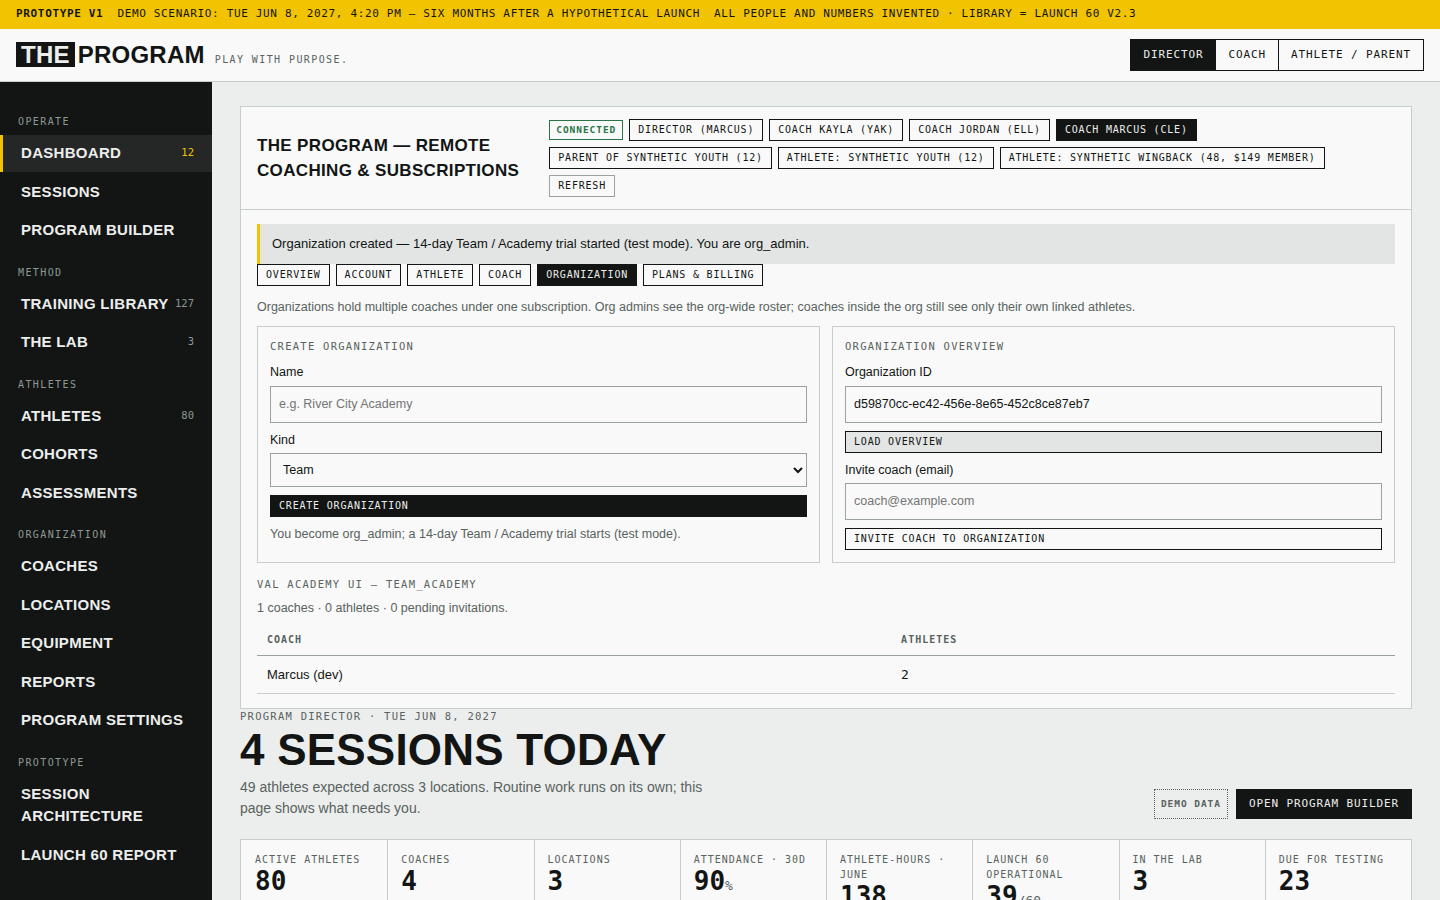 PROTOTYPE V1 DEMO SCENARIO: TUE JUN 8, 2027, 4:20 PM — SIX MONTHS AFTER A HYPOTHETICAL LAUNCH ALL PEOPLE AND NUMBERS INVENTED · LIBRARY = LAUNCH 60 V2.3
THE PROGRAM PLAY WITH PURPOSE.
DIRECTOR COACH ATHLETE / PARENT
OPERATE
DASHBOARD 12
SESSIONS
PROGRAM BUILDER
METHOD
TRAINING LIBRARY 127
THE LAB 3
ATHLETES
ATHLETES 80
COHORTS
ASSESSMENTS
ORGANIZATION
COACHES
LOCATIONS
EQUIPMENT
REPORTS
PROGRAM SETTINGS
PROTOTYPE
SESSION
ARCHITECTURE
LAUNCH 60 REPORT
THE PROGRAM — REMOTE
COACHING & SUBSCRIPTIONS
CONNECTED DIRECTOR (MARCUS) COACH KAYLA (YAK) COACH JORDAN (ELL) COACH MARCUS (CLE)
PARENT OF SYNTHETIC YOUTH (12) ATHLETE: SYNTHETIC YOUTH (12) ATHLETE: SYNTHETIC WINGBACK (48, $149 MEMBER)
REFRESH
Organization created — 14-day Team / Academy trial started (test mode). You are org_admin.
OVERVIEW ACCOUNT ATHLETE COACH ORGANIZATION PLANS & BILLING
Organizations hold multiple coaches under one subscription. Org admins see the org-wide roster; coaches inside the org still see only their own linked athletes.
CREATE ORGANIZATION
Name
e.g. River City Academy
Kind
Team
CREATE ORGANIZATION
You become org_admin; a 14-day Team / Academy trial starts (test mode).
ORGANIZATION OVERVIEW
Organization ID
d59870cc-ec42-456e-8e65-452c8ce87eb7
LOAD OVERVIEW
Invite coach (email)
coach@example.com
INVITE COACH TO ORGANIZATION
VAL ACADEMY UI — TEAM_ACADEMY
1 coaches · 0 athletes · 0 pending invitations.
COACH ATHLETES
Marcus (dev) 2
PROGRAM DIRECTOR · TUE JUN 8, 2027
4 SESSIONS TODAY
49 athletes expected across 3 locations. Routine work runs on its own; this
page shows what needs you.
DEMO DATA OPEN PROGRAM BUILDER
ACTIVE ATHLETES
80
COACHES
4
LOCATIONS
3
ATTENDANCE · 30D
90%
ATHLETE-HOURS ·
JUNE
138
LAUNCH 60
OPERATIONAL
39/60
IN THE LAB
3
DUE FOR TESTING
23